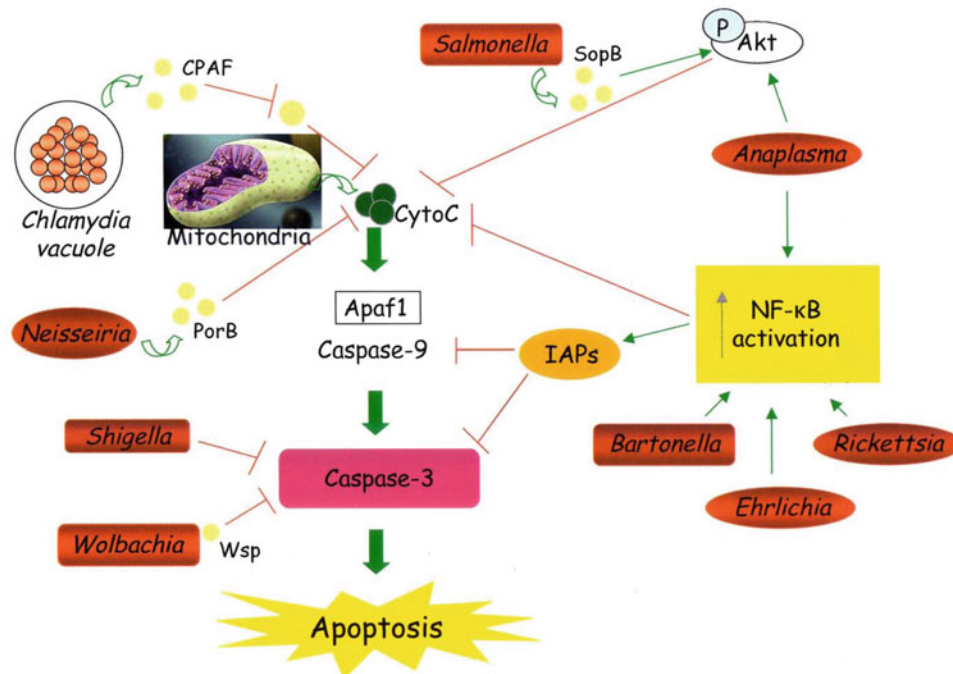 Salmonella
SopB
P
Akt
CPAF
Anaplasma
Chlamydia
vacuole
Mitochondria
CytoC
Neisseiria
PorB
Apaf1
Caspase-9
IAPs
NF-κB
activation
Shigella
Caspase-3
Bartonella
Rickettsia
Ehrlichia
Wolbachia
Wsp
Apoptosis